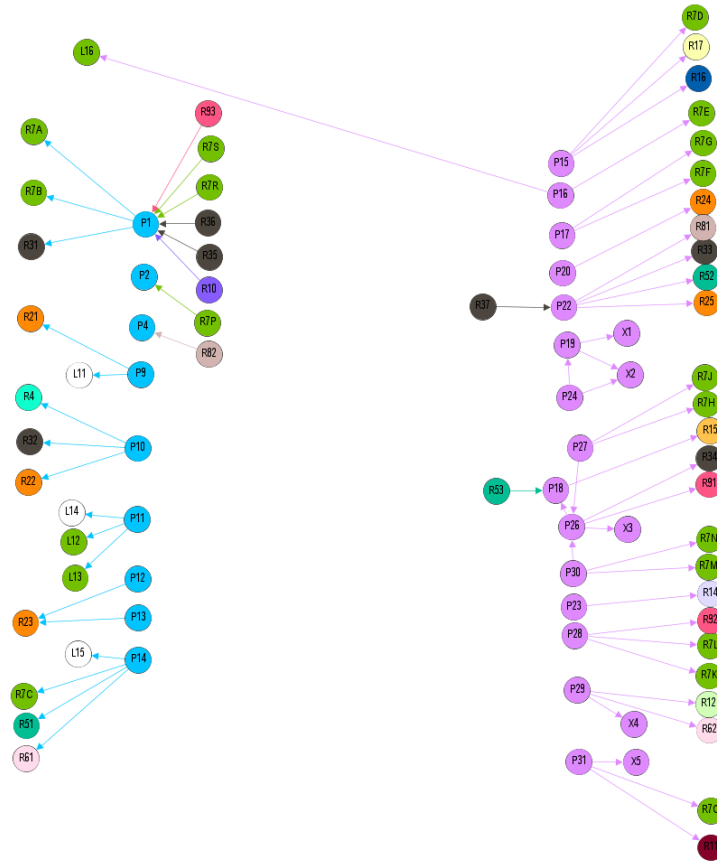 R7D
R17
L16
R16
R93
R7E
R7A
R7S
R7G
P15
R7F
R7B
R7R
P16
R24
P1
R36
R81
P17
R31
R35
R33
P2
R10
P20
R52
R37
P22
R25
R21
P4
R7P
X1
R82
P19
L11
P9
X2
R7J
R4
P24
R7H
R15
R32
P10
P27
R34
R22
R53
P18
R91
L14
P11
P26
X3
L12
R7N
L13
P12
P30
R7M
R14
R23
P13
P23
R92
L15
P14
P28
R7L
R7C
R7K
P29
R12
R51
X4
R62
R61
P31
X5
R11